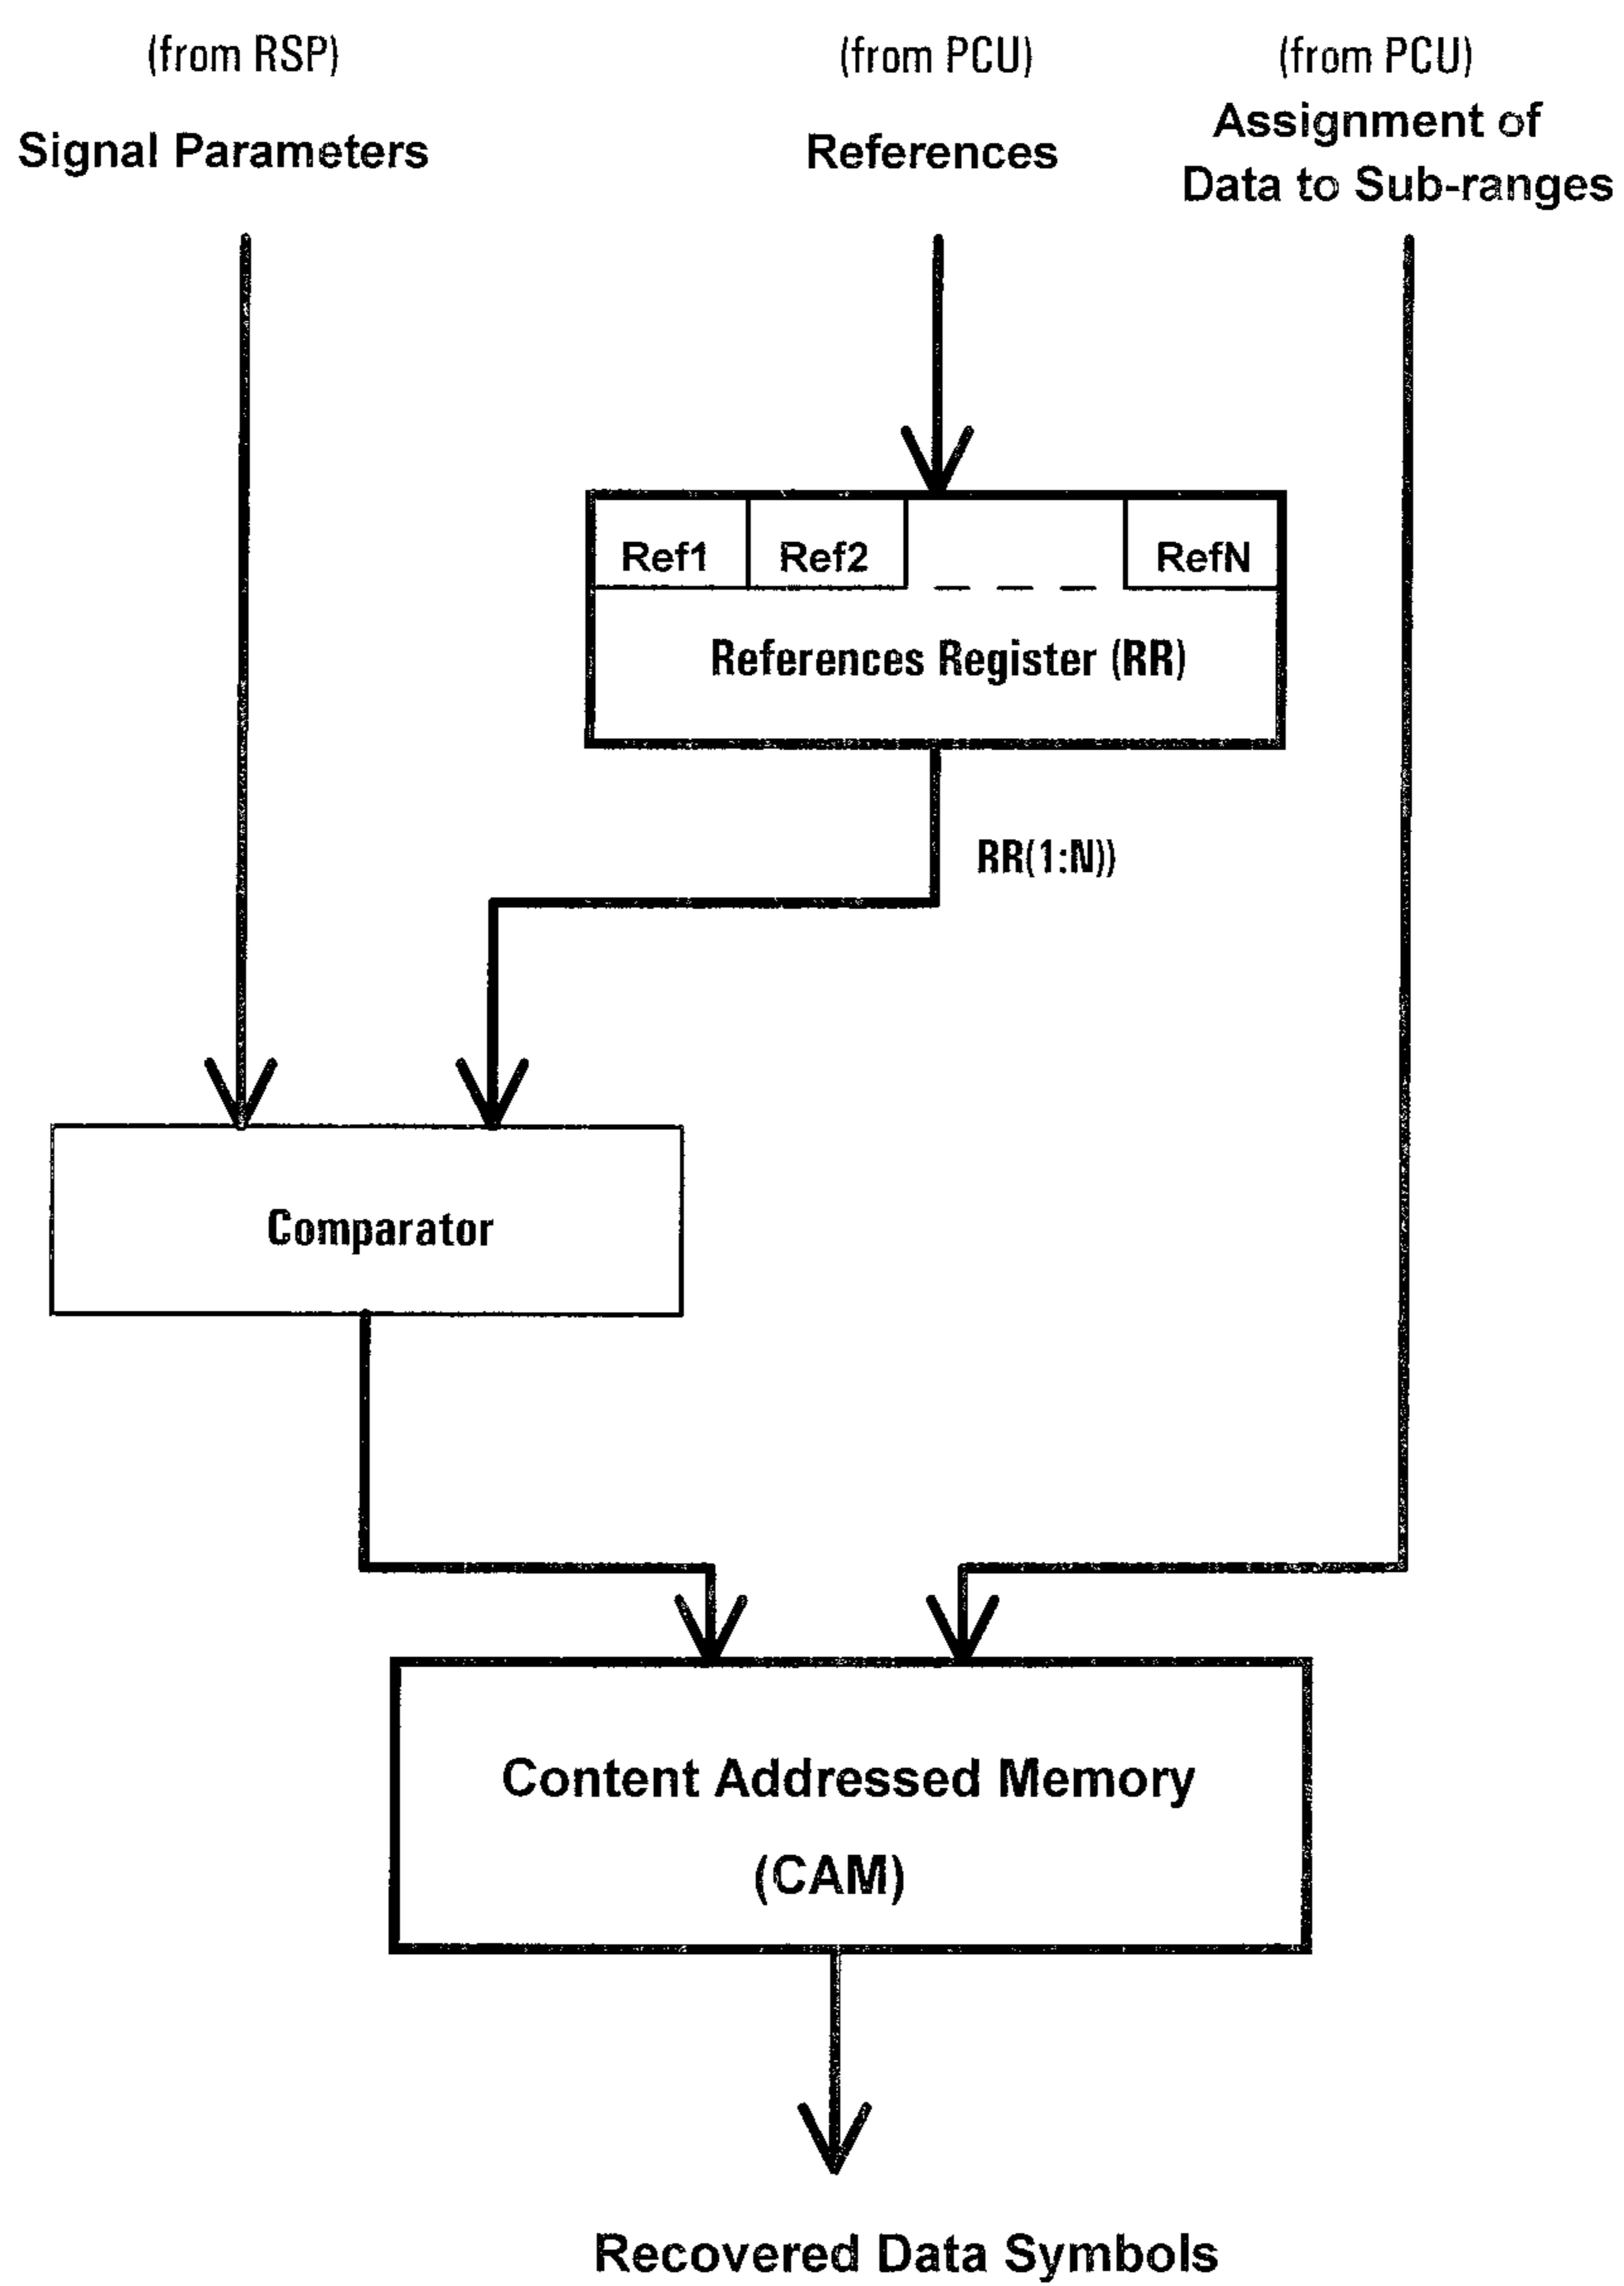 (from RSP)
Signal Parameters
(from PCU)
References
(from PCU)
Assignment of
Data to Sub-ranges
Ref1
Ref2
RefN
References Register (RR)
RR(1:N))
Comparator
Content Addressed Memory
(CAM)
Recovered Data Symbols